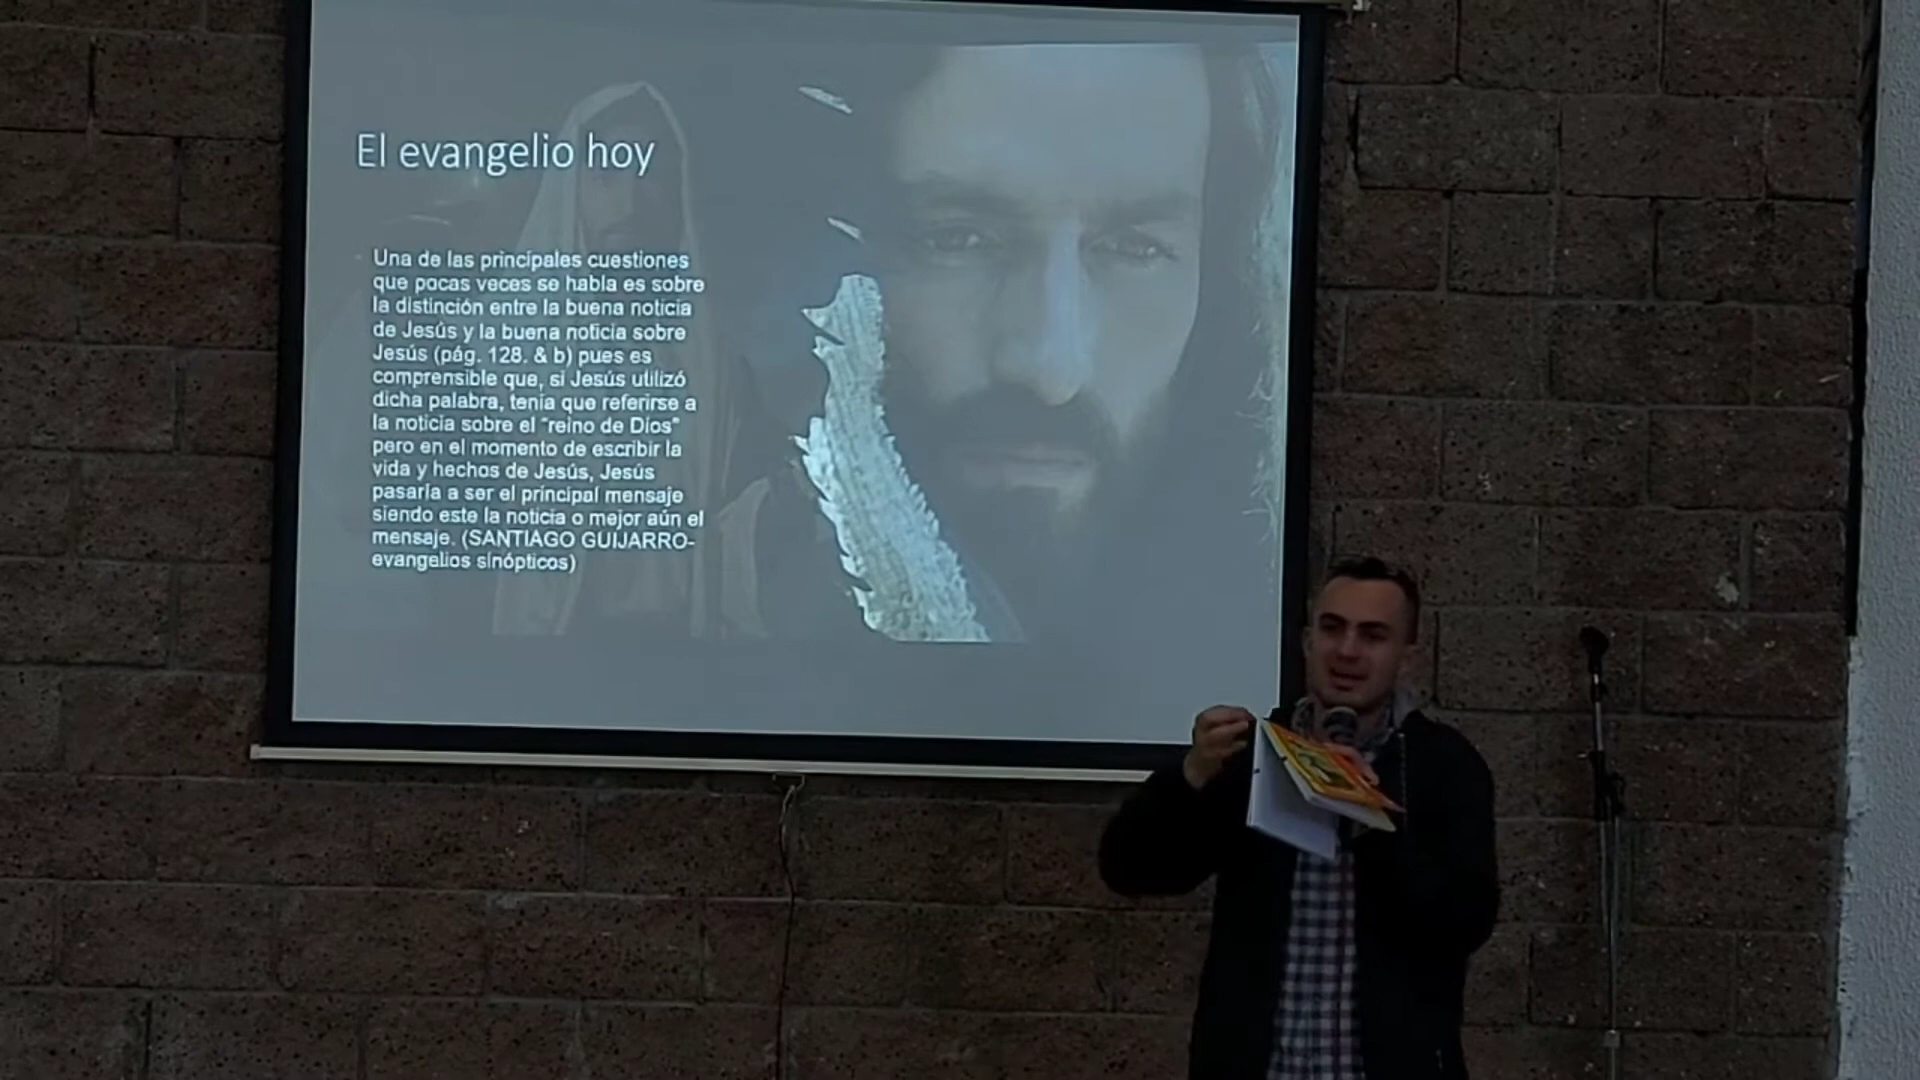 El evangelio hoy
Una de las principales cuestiones
que pocas veces se habla es sobre
la distinción entre la buena noticia
de Jesús y la buena noticia sobre
Jesús (pág. 128. & b) pues es
comprensible que, si Jesús utilizó
dicha palabra, tenia que referirse a
la noticia sobre el "reino de Dios"
pero en el momento de escribir la
vida y hechos de Jesús, Jesús
pasaría a ser el principal mensaje
siendo este la noticia o mejor aún el
mensaje. (SANTIAGO GUIJARRO-
evangelios sinópticos)